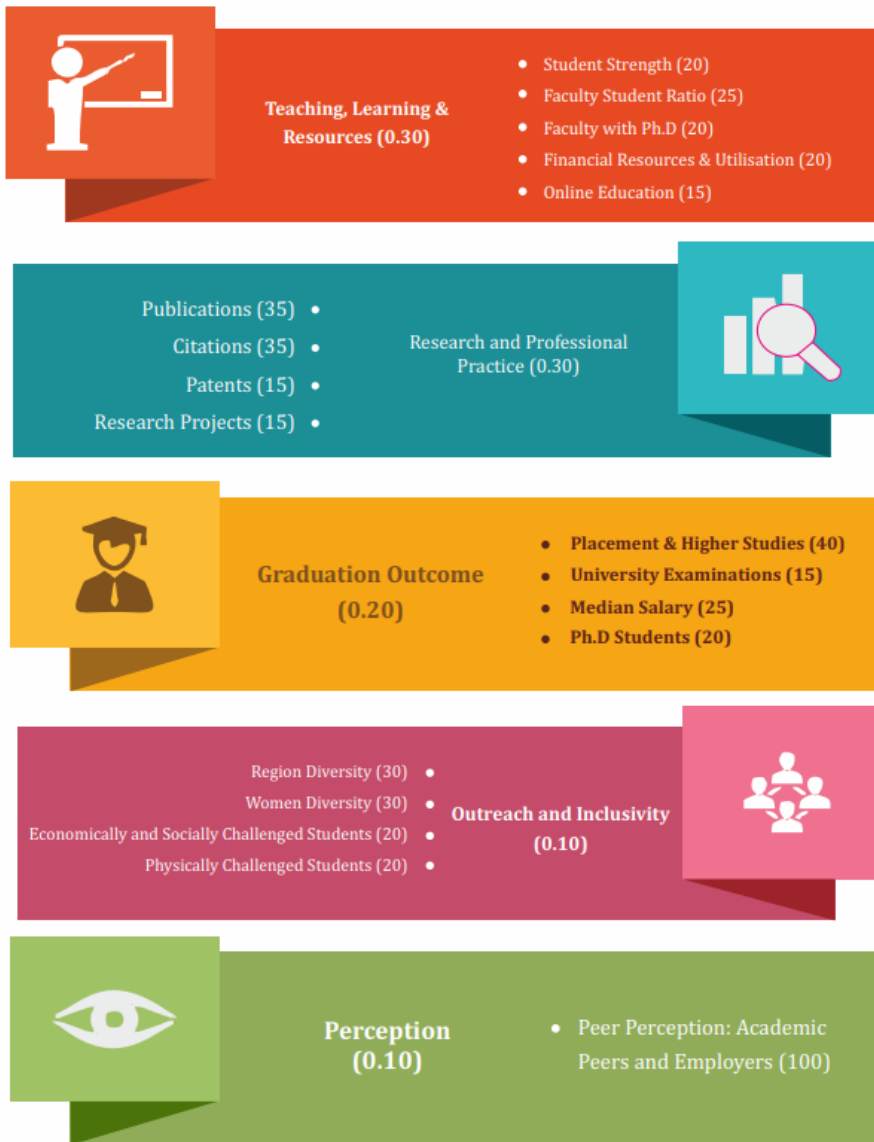 Teaching, Learning &
Resources (0.30)
• Student Strength (20)
• Faculty Student Ratio (25)
• Faculty with Ph.D (20)
• Financial Resources & Utilisation (20)
• Online Education (15)
Publications (35) •
Citations (35) •
Patents (15) •
Research Projects (15) •
Research and Professional
Practice (0.30)
Graduation Outcome
(0.20)
• Placement & Higher Studies (40)
• University Examinations (15)
• Median Salary (25)
• Ph.D Students (20)
Region Diversity (30) •
Women Diversity (30) •
Economically and Socially Challenged Students (20) •
Physically Challenged Students (20) •
Outreach and Inclusivity
(0.10)
Perception
(0.10)
• Peer Perception: Academic
Peers and Employers (100)